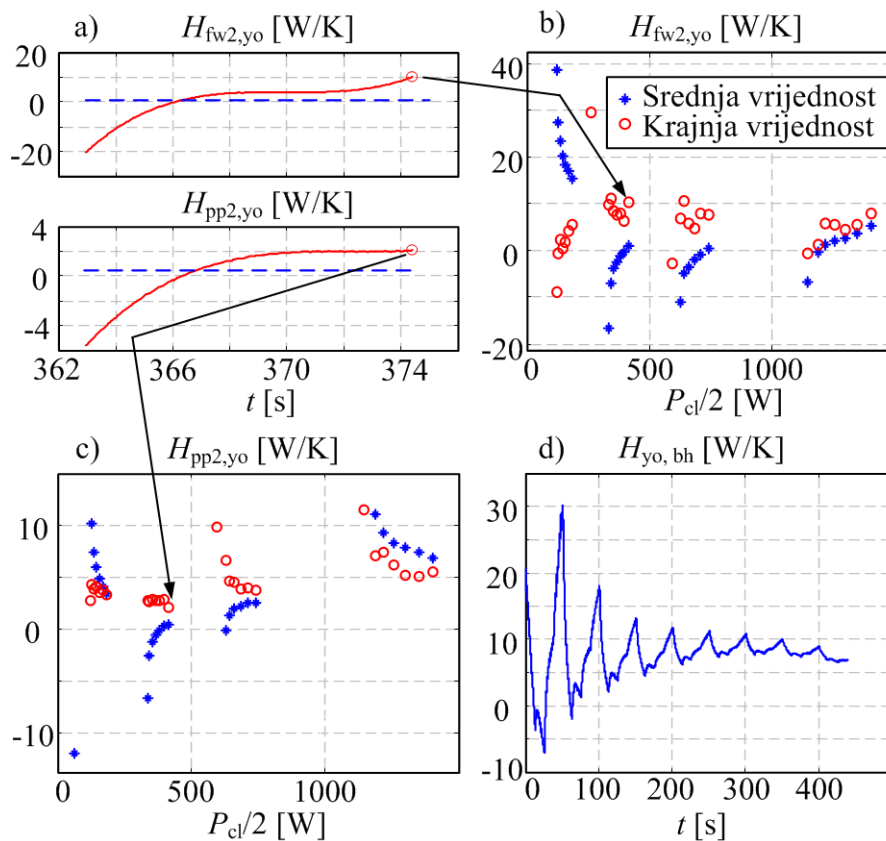 a) H_fw2,yo [W/K]
20
10
0
-20
H_pp2,yo [W/K]
4
2
0
-4
362 366 370 374
t [s]
b) H_fw2,yo [W/K]
40
Srednja vrijednost
Krajnja vrijednost
20
0
-20
0 500 1000
P_cl/2 [W]
c) H_pp2,yo [W/K]
10
0
-10
0 500 1000
P_cl/2 [W]
d) H_yo, bh [W/K]
30
20
10
0
-10
0 100 200 300 400
t [s]